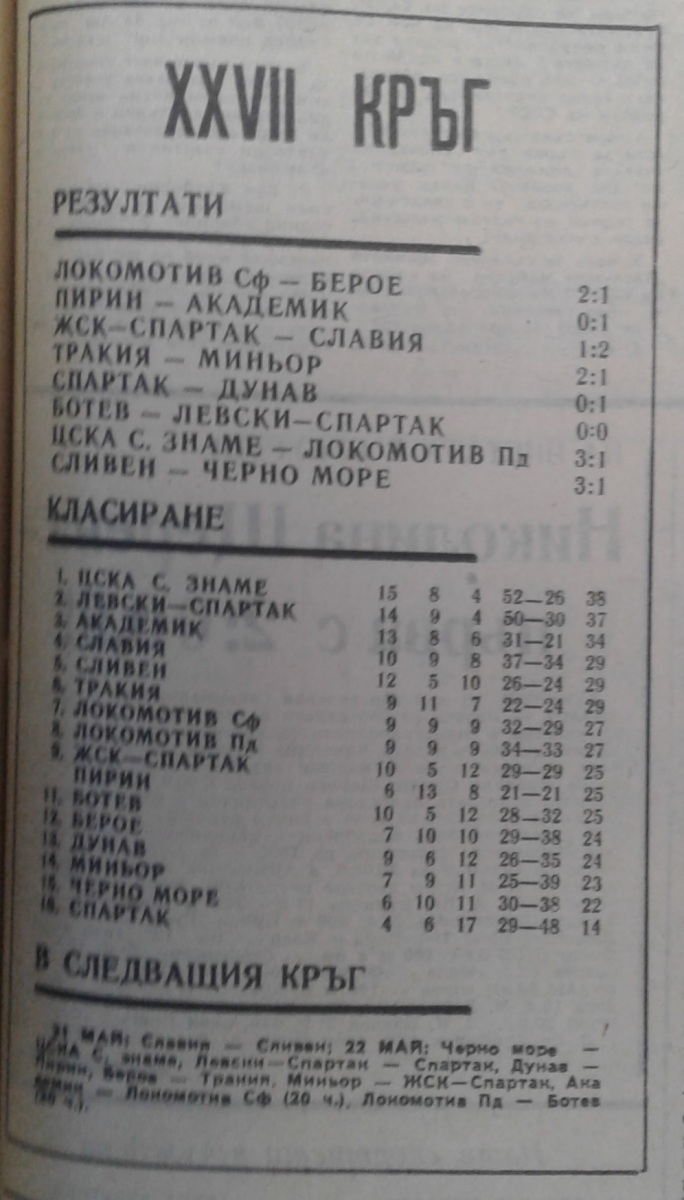 XXVII КРЪГ
РЕЗУЛТАТИ
ЛОКОМОТИВ Сф — БЕРОЕ 2:1
ПИРИН — АКАДЕМИК 0:1
ЖСК—СПАРТАК — СЛАВИЯ 1:2
ТРАКИЯ — МИНЬОР 2:1
СПАРТАК — ДУНАВ 0:1
БОТЕВ — ЛЕВСКИ—СПАРТАК 0:0
ЦСКА С. ЗНАМЕ — ЛОКОМОТИВ Пд 3:1
СЛИВЕН — ЧЕРНО МОРЕ 3:1
КЛАСИРАНЕ
1. ЦСКА С. ЗНАМЕ 15 8 4 52—26 38
2. ЛЕВСКИ—СПАРТАК 14 9 4 50—30 37
3. АКАДЕМИК 13 8 6 31—21 34
4. СЛАВИЯ 10 9 8 37—34 29
5. СЛИВЕН 12 5 10 26—24 29
6. ТРАКИЯ 9 11 7 22—24 29
7. ЛОКОМОТИВ Сф 9 9 9 32—29 27
8. ЛОКОМОТИВ Пд 9 9 9 34—33 27
9. ЖСК—СПАРТАК 10 5 12 29—29 25
ПИРИН 6 13 8 21—21 25
11. БОТЕВ 10 5 12 28—32 25
12. БЕРОЕ 7 10 10 29—38 24
13. ДУНАВ 9 6 12 26—35 24
14. МИНЬОР 7 9 11 25—39 23
15. ЧЕРНО МОРЕ 6 10 11 30—38 22
16. СПАРТАК 4 6 17 29—48 14
В СЛЕДВАЩИЯ КРЪГ
21 МАЙ: Славия — Сливен; 22 МАЙ: Черно море —
ЦСКА С. знаме, Левски—Спартак — Спартак, Дунав —
Пирин, Берое — Тракия, Миньор — ЖСК—Спартак, Ака
демик — Локомотив Сф (20 ч.), Локомотив Пд — Ботев
(20 ч.).